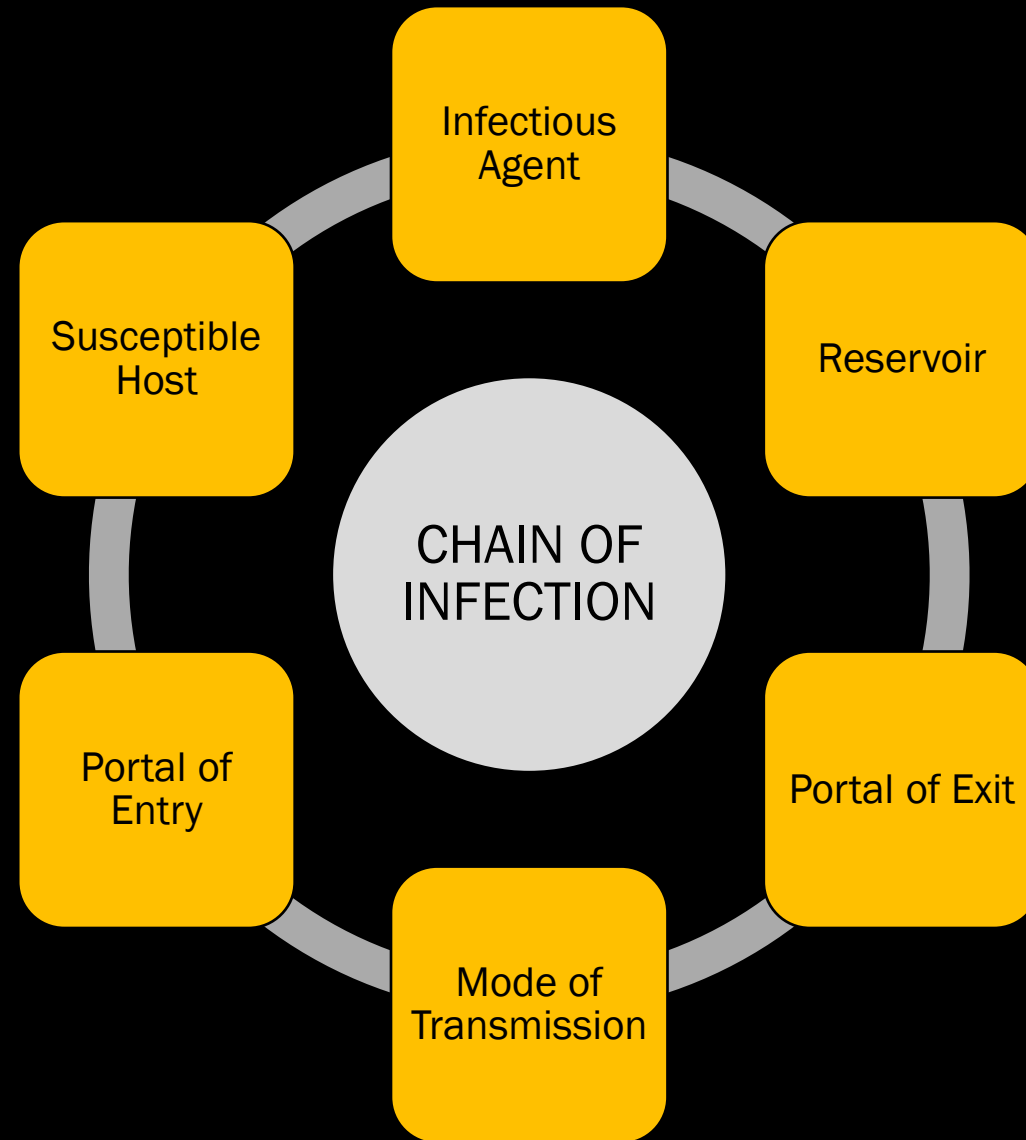 Infectious
Agent
Reservoir
Portal of Exit
Mode of
Transmission
Portal of
Entry
Susceptible
Host
CHAIN OF
INFECTION